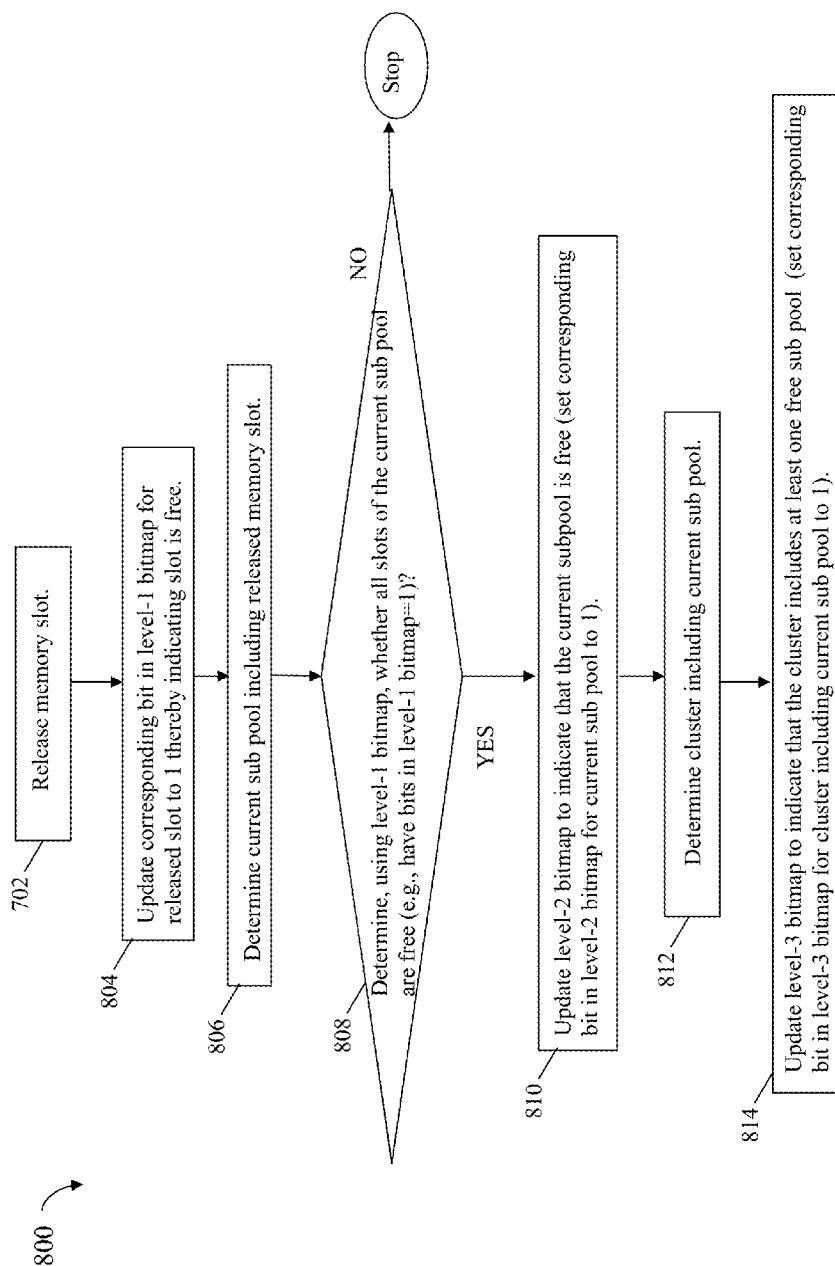 800
702
Release memory slot.
804
Update corresponding bit in level-1 bitmap for
released slot to 1 thereby indicating slot is free.
806
Determine current sub pool including released memory slot.
808
Determine, using level-1 bitmap, whether all slots of the current sub pool
are free (e.g., have bits in level-1 bitmap=1)?
NO
Stop
YES
810
Update level-2 bitmap to indicate that the current subpool is free (set corresponding
bit in level-2 bitmap for current sub pool to 1).
812
Determine cluster including current sub pool.
814
Update level-3 bitmap to indicate that the cluster includes at least one free sub pool (set corresponding
bit in level-3 bitmap for cluster including current sub pool to 1).